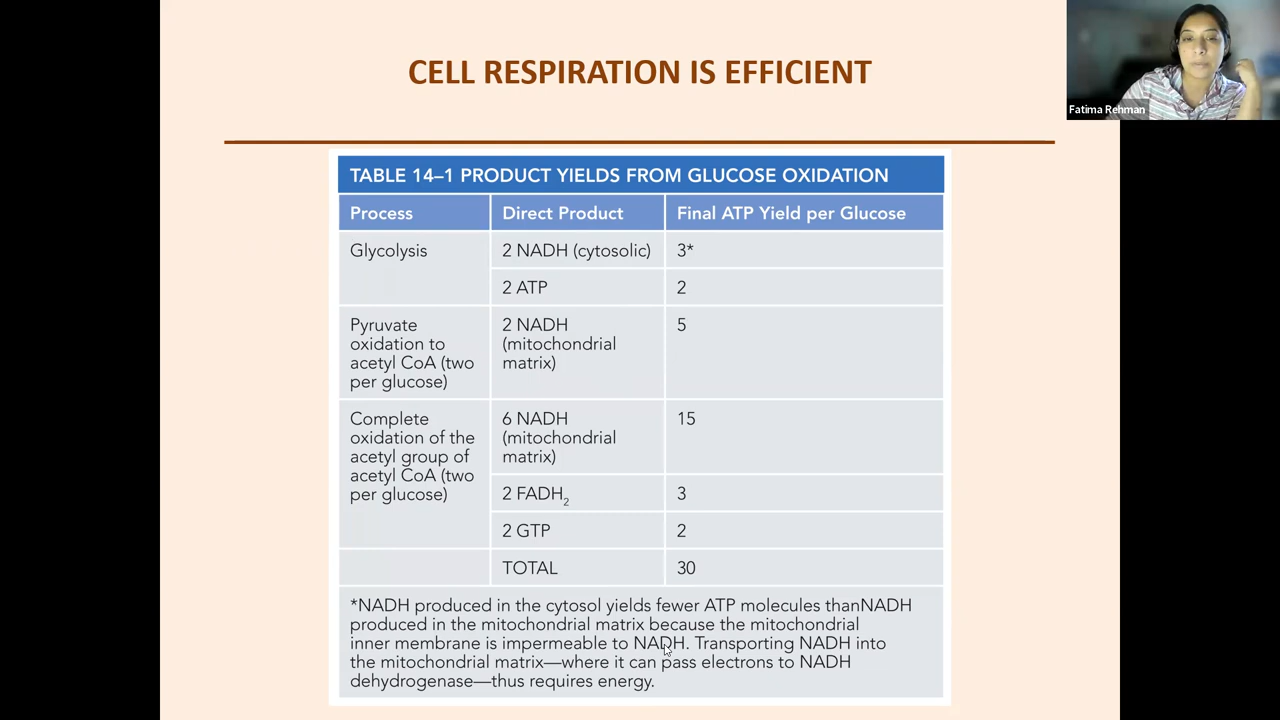 CELL RESPIRATION IS EFFICIENT
Fatima Rehman
TABLE 14–1 PRODUCT YIELDS FROM GLUCOSE OXIDATION
Process Direct Product Final ATP Yield per Glucose
Glycolysis 2 NADH (cytosolic) 3*
2 ATP 2
Pyruvate
oxidation to
acetyl CoA (two
per glucose)
2 NADH
(mitochondrial
matrix)
5
Complete
oxidation of the
acetyl group of
acetyl CoA (two
per glucose)
6 NADH
(mitochondrial
matrix)
15
2 FADH₂ 3
2 GTP 2
TOTAL 30
*NADH produced in the cytosol yields fewer ATP molecules thanNADH
produced in the mitochondrial matrix because the mitochondrial
inner membrane is impermeable to NADH. Transporting NADH into
the mitochondrial matrix—where it can pass electrons to NADH
dehydrogenase—thus requires energy.